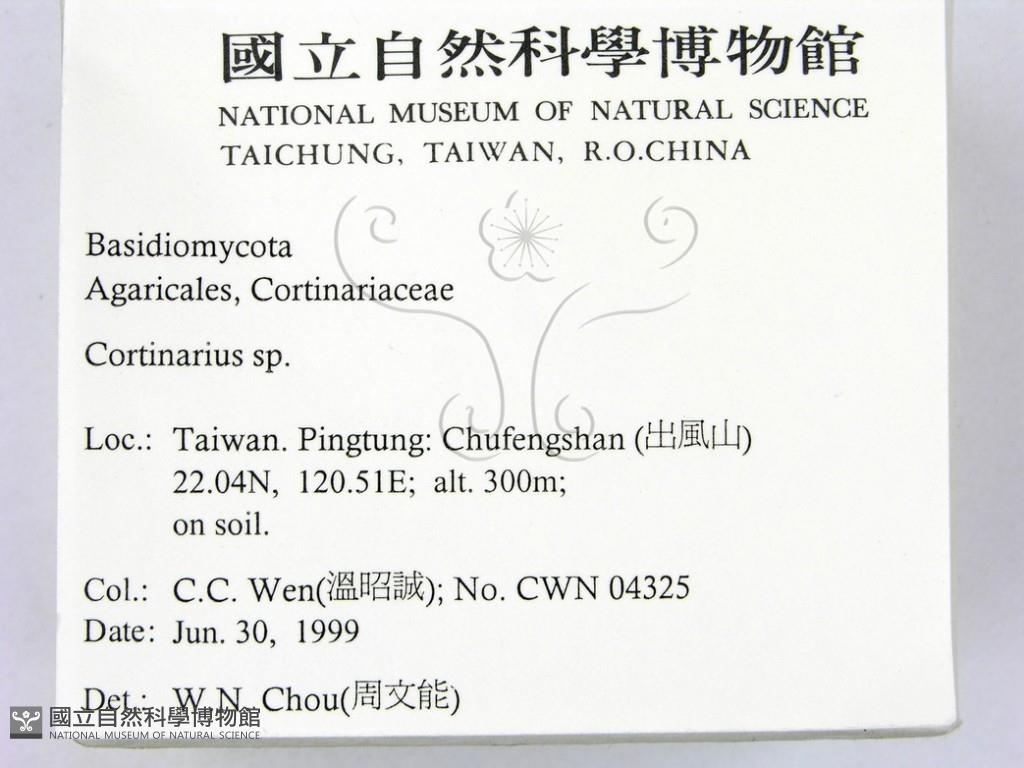 國立自然科學博物館
NATIONAL MUSEUM OF NATURAL SCIENCE
TAICHUNG, TAIWAN, R.O.CHINA
Basidiomycota
Agaricales, Cortinariaceae
Cortinarius sp.
Loc.: Taiwan. Pingtung: Chufengshan (出風山)
22.04N, 120.51E; alt. 300m;
on soil.
Col.: C.C. Wen(溫昭誠); No. CWN 04325
Date: Jun. 30, 1999
Det.: W.N. Chou(周文能)
國立自然科學博物館
NATIONAL MUSEUM OF NATURAL SCIENCE